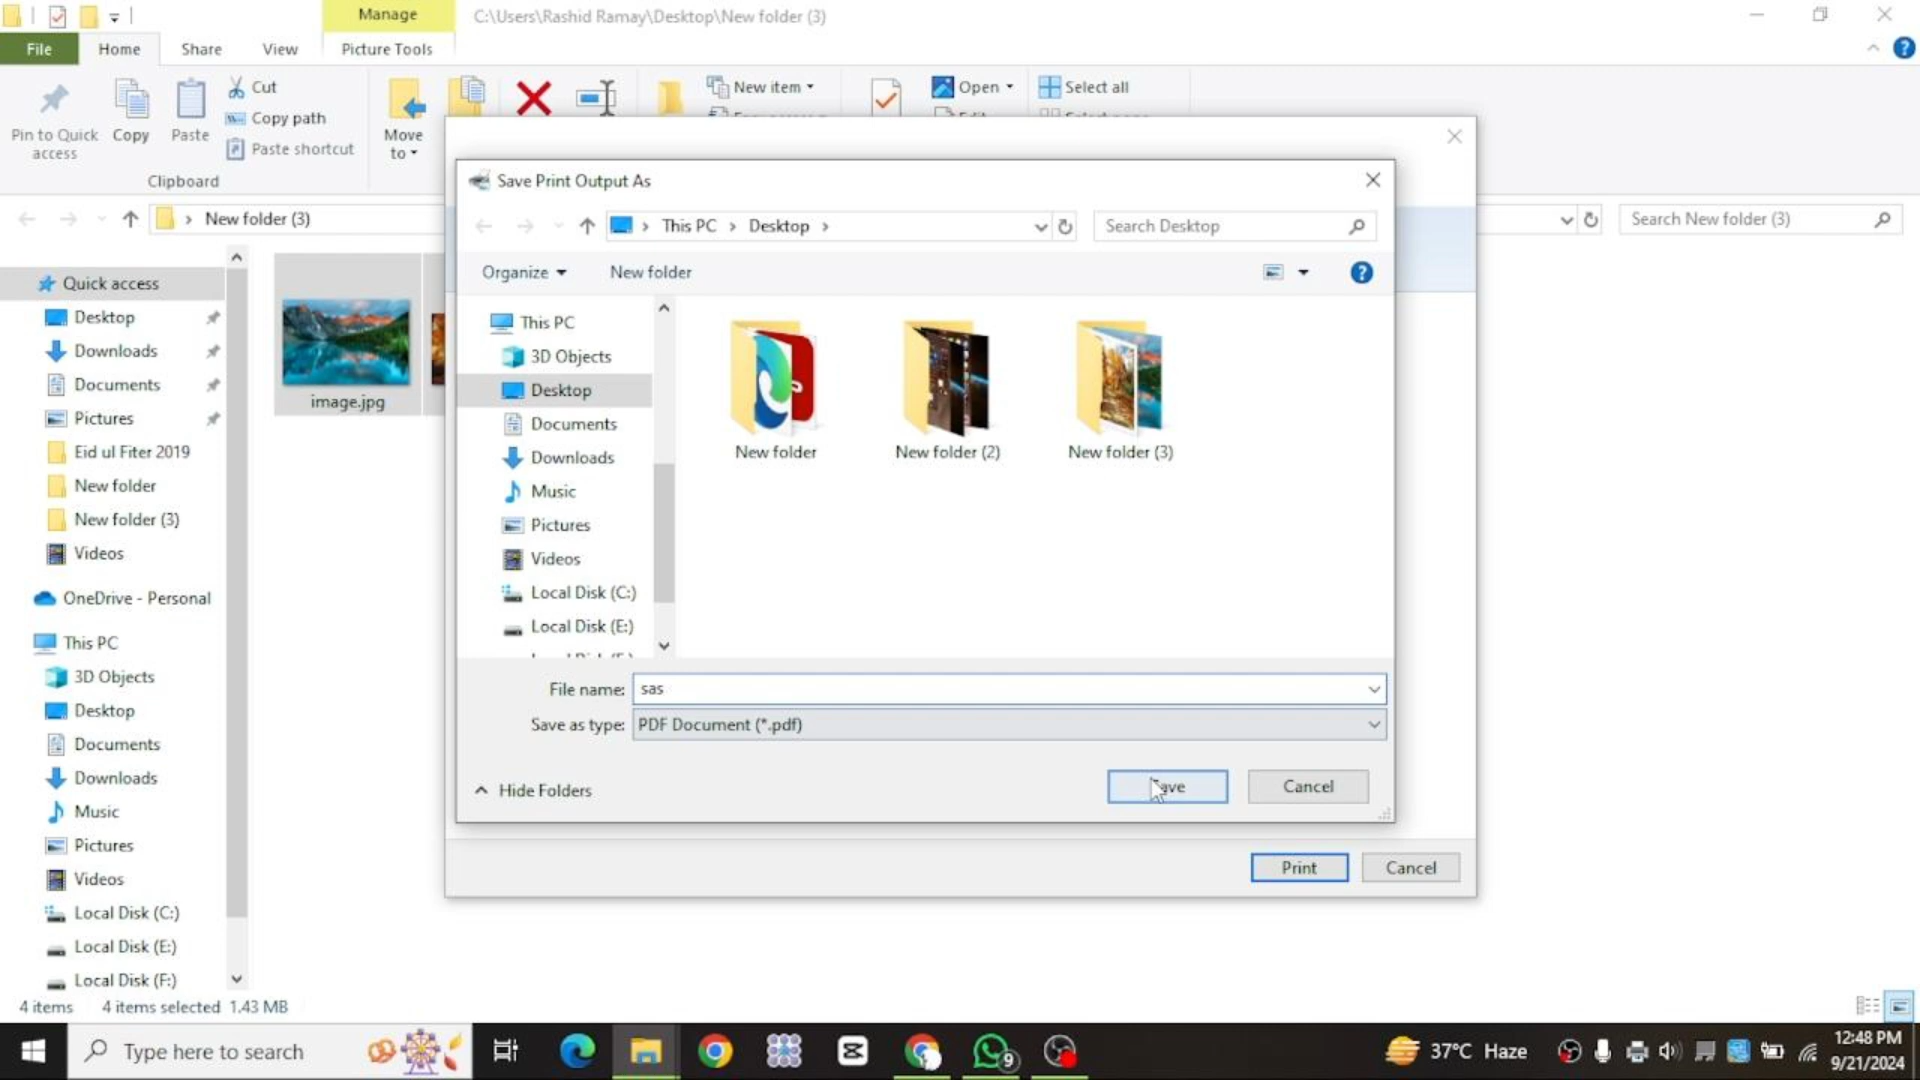 Manage
C:\Users\Rashid Ramay\Desktop\New folder (3)
File
Home
Share
View
Picture Tools
Pin to Quick access
Copy
Paste
Cut
Copy path
Paste shortcut
Clipboard
Move to
New item
Open
Select all
New folder (3)
Search New folder (3)
Quick access
Desktop
Downloads
Documents
Pictures
Eid ul Fiter 2019
New folder
New folder (3)
Videos
OneDrive - Personal
This PC
3D Objects
Desktop
Documents
Downloads
Music
Pictures
Videos
Local Disk (C:)
Local Disk (E:)
Local Disk (F:)
image.jpg
Save Print Output As
This PC
Desktop
Search Desktop
Organize
New folder
This PC
3D Objects
Desktop
Documents
Downloads
Music
Pictures
Videos
Local Disk (C:)
Local Disk (E:)
New folder
New folder (2)
New folder (3)
File name: sas
Save as type: PDF Document (*.pdf)
Hide Folders
Save
Cancel
Print
Cancel
4 items
4 items selected 1.43 MB
Type here to search
9
37°C Haze
12:48 PM
9/21/2024